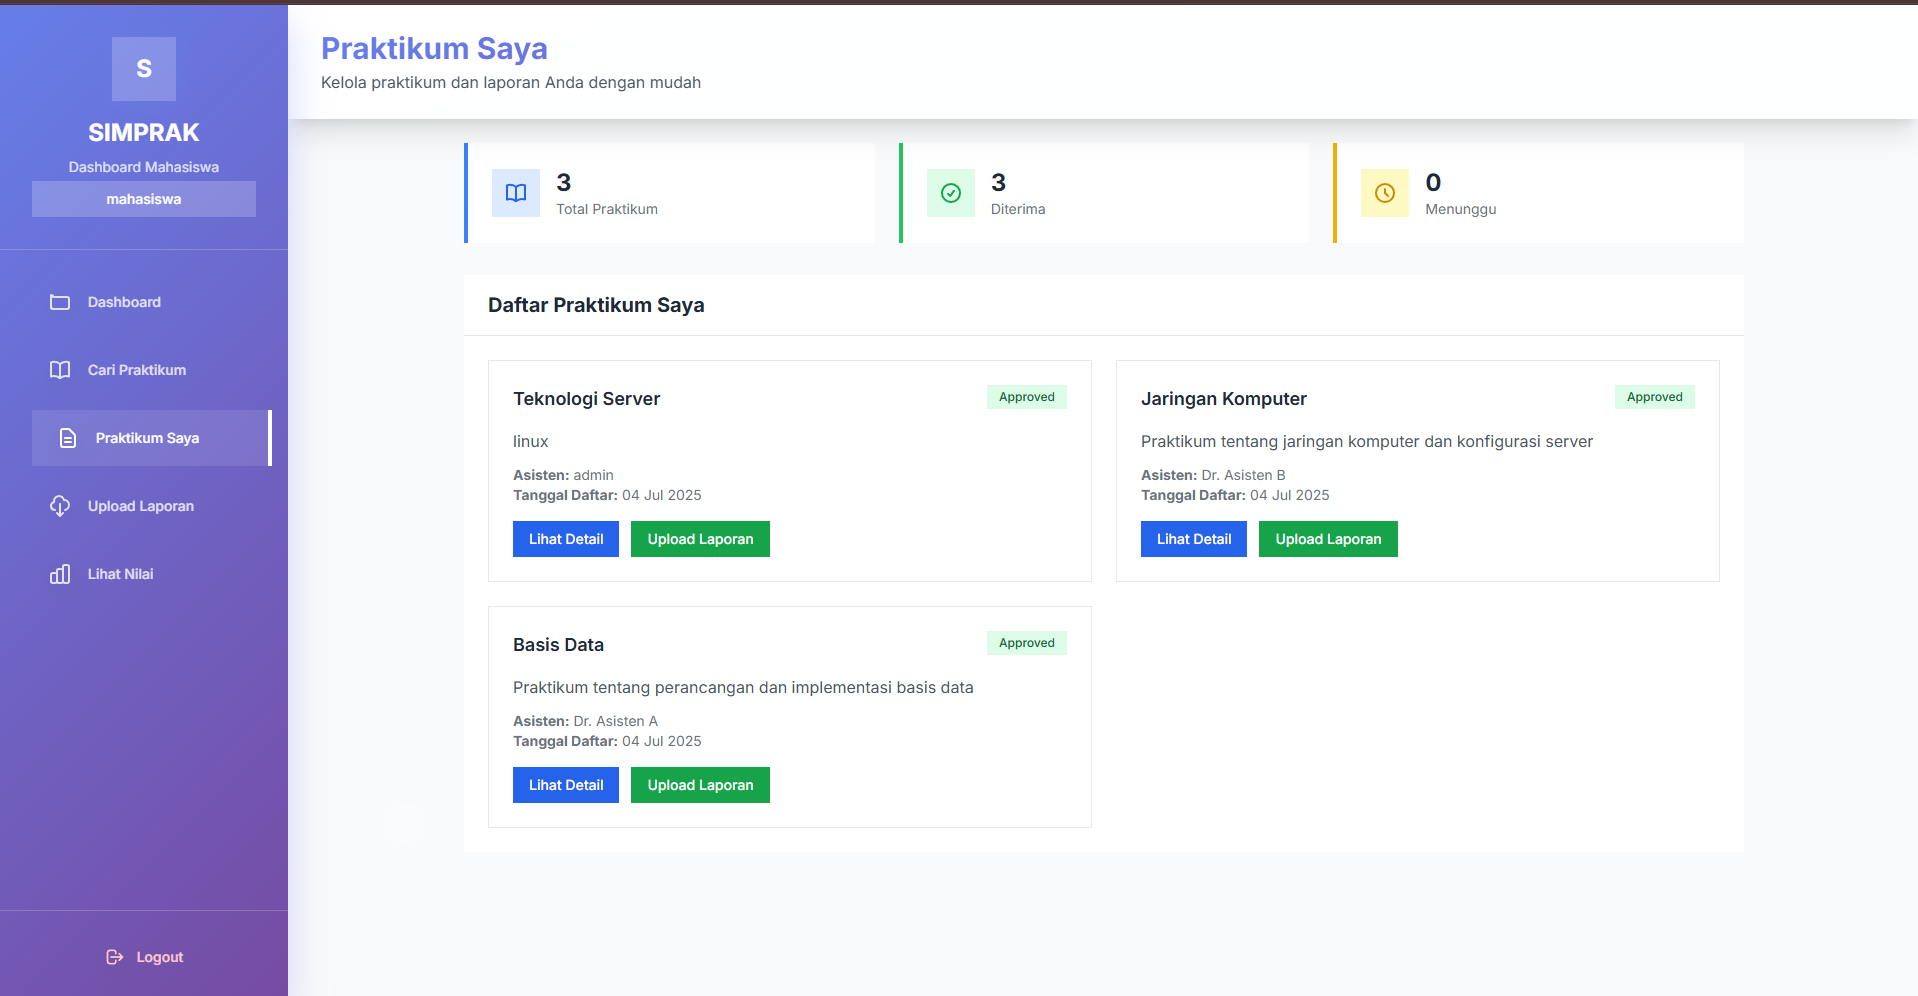 S
SIMPRAK
Dashboard Mahasiswa
mahasiswa
Dashboard
Cari Praktikum
Praktikum Saya
Upload Laporan
Lihat Nilai
Logout
Praktikum Saya
Kelola praktikum dan laporan Anda dengan mudah
3
Total Praktikum
3
Diterima
0
Menunggu
Daftar Praktikum Saya
Teknologi Server
Approved
linux
Asisten: admin
Tanggal Daftar: 04 Jul 2025
Lihat Detail
Upload Laporan
Jaringan Komputer
Approved
Praktikum tentang jaringan komputer dan konfigurasi server
Asisten: Dr. Asisten B
Tanggal Daftar: 04 Jul 2025
Lihat Detail
Upload Laporan
Basis Data
Approved
Praktikum tentang perancangan dan implementasi basis data
Asisten: Dr. Asisten A
Tanggal Daftar: 04 Jul 2025
Lihat Detail
Upload Laporan